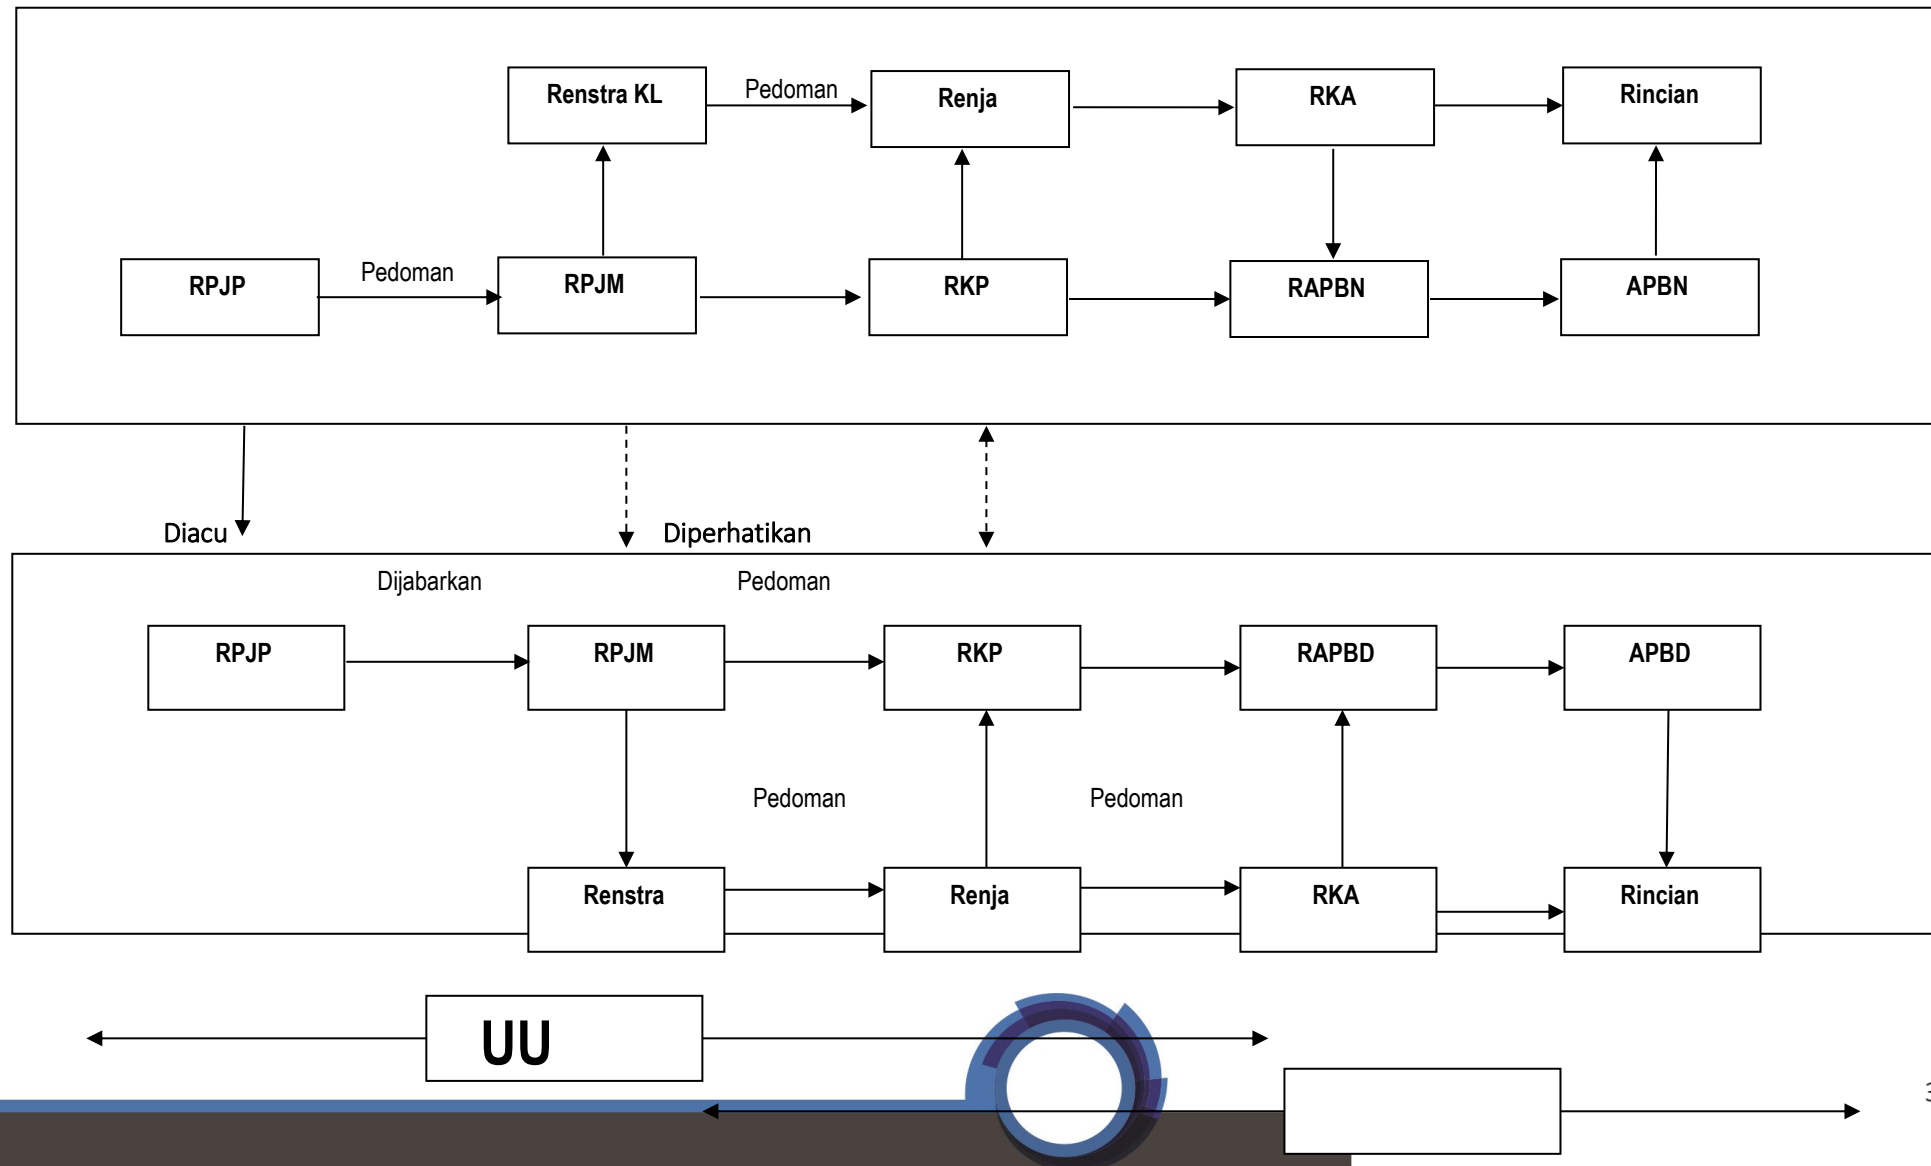 Renstra KL
Pedoman
Renja
RKA
Rincian
RPJP
Pedoman
RPJM
RKP
RAPBN
APBN
Diacu
Diperhatikan
Dijabarkan
Pedoman
RPJP
RPJM
RKP
RAPBD
APBD
Pedoman
Pedoman
Renstra
Renja
RKA
Rincian
UU
3